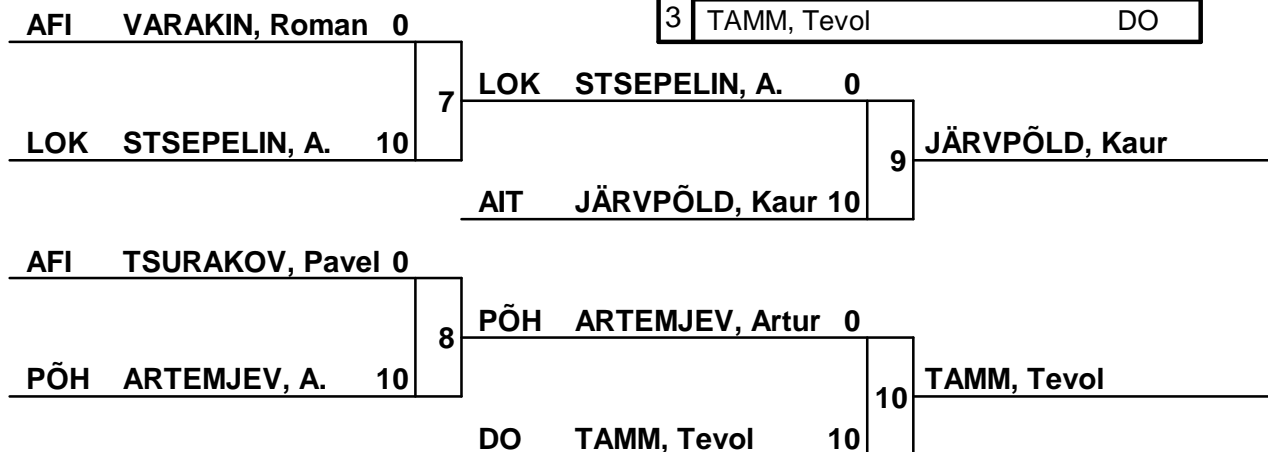 AFI VARAKIN, Roman 0
3 TAMM, Tevol DO
7
LOK STSEPELIN, A. 0
LOK STSEPELIN, A. 10
9
JÄRVPÕLD, Kaur
AIT JÄRVPÕLD, Kaur 10
AFI TSURAKOV, Pavel 0
8
PÕH ARTEMJEV, Artur 0
PÕH ARTEMJEV, A. 10
10
TAMM, Tevol
DO TAMM, Tevol 10